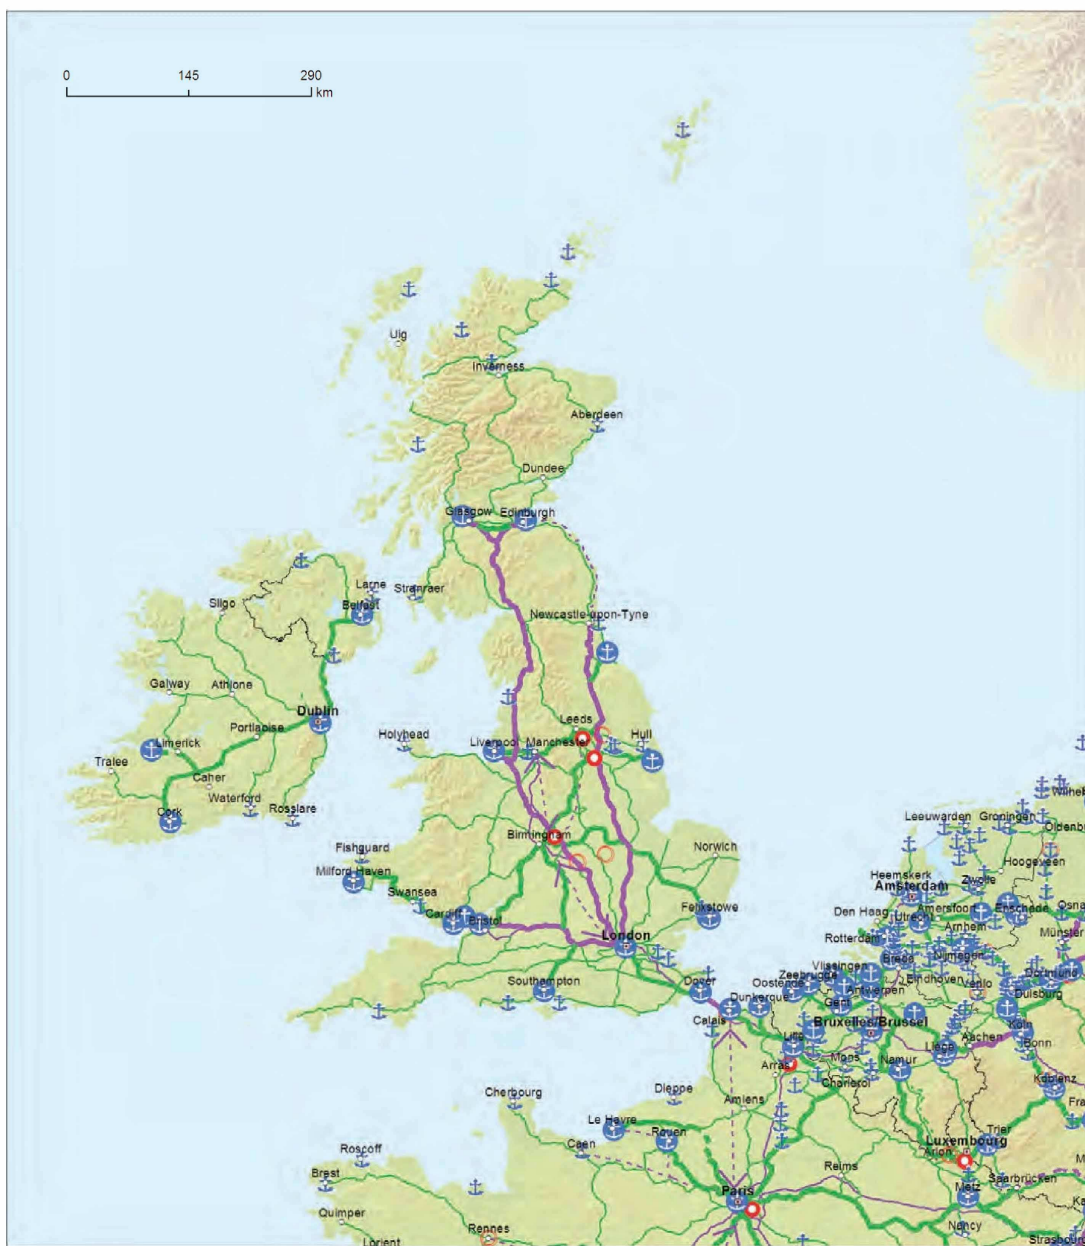 0 145 290
km
Uig
Inverness
Aberdeen
Dundee
Glasgow Edinburgh
Stranraer
Larne
Belfast
Sligo
Newcastle-upon-Tyne
Galway Athlone
Dublin
Portlaoise
Limerick
Tralee
Caher
Waterford
Rosslare
Cork
Leeds
Holyhead
Liverpool Manchester Hull
Birmingham
Norwich
Fishguard
Milford Haven
Swansea
Cardiff Bristol
Felixstowe
London
Southampton
Dover
Leeuwarden Groningen
Oldenbu
Hoogeveen
Heemskerk
Zwolle
Amsterdam
Den Haag
Amersfoort Enschede
Osna
Utrecht
Arnhem
Rotterdam
Münster
Nijmegen
Breda
Vlissingen
Zeebrugge
Oostende
Eindhoven Venlo
Dortmund
Dunkerque
Antwerpen
Duisburg
Gent
Calais
Bruxelles/Brussel
Köln
Lille
Aachen
Bonn
Liège
Mons
Namur
Arras
Charleroi
Koblenz
Fra
Cherbourg
Dieppe
Amiens
Le Havre
Rouen
Caen
Trier
Luxembourg
Arlon
Roscoff
Reims
Saarbrücken
Brest
Paris
Metz
Quimper
Rennes
Nancy
Lorient
Strasbourg